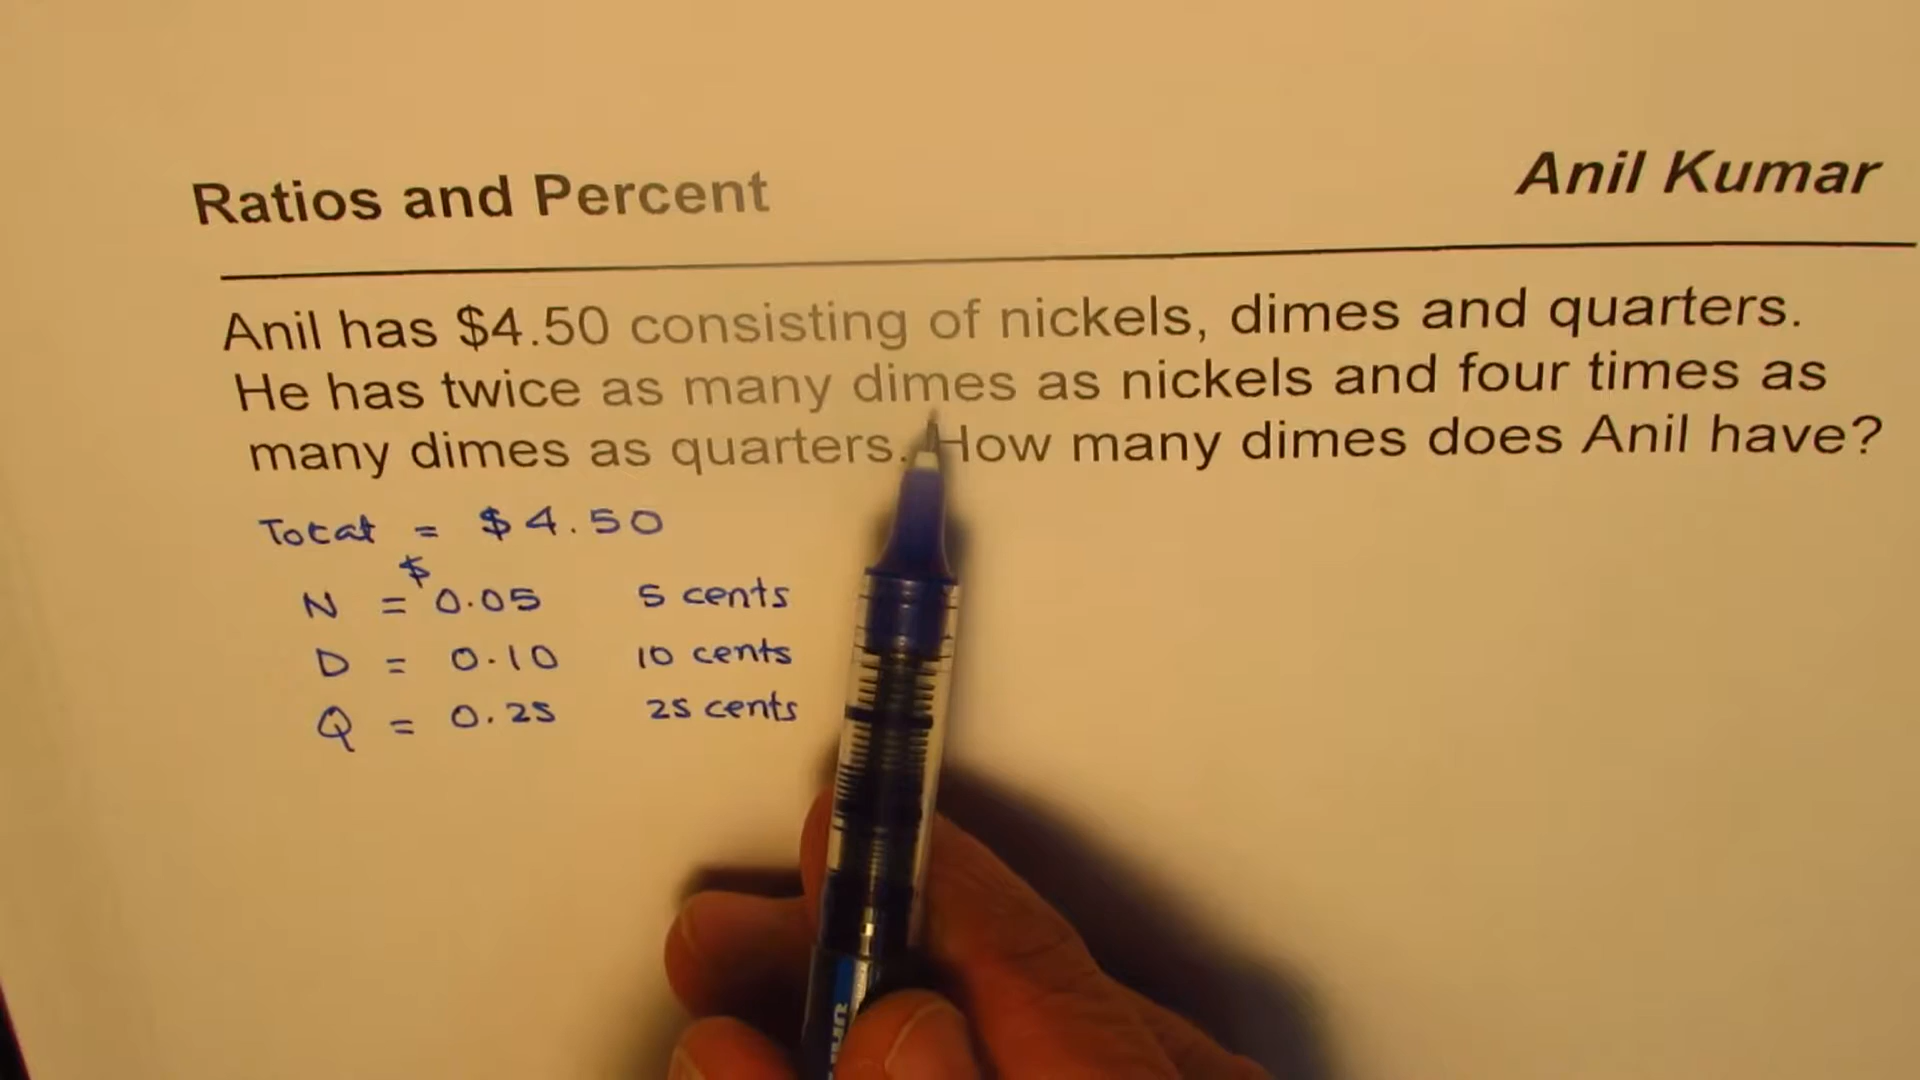 Ratios and Percent
Anil Kumar
Anil has $4.50 consisting of nickels, dimes and quarters.
He has twice as many dimes as nickels and four times as
many dimes as quarters. How many dimes does Anil have?
Total = $4.50
N = $0.05 5 cents
D = 0.10 10 cents
Q = 0.25 25 cents